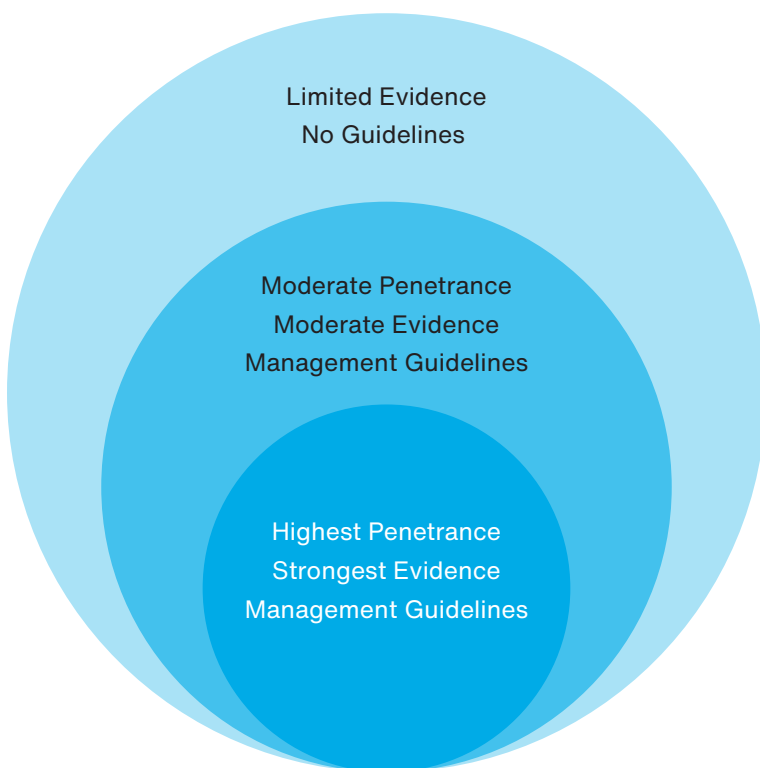 Limited Evidence
No Guidelines
Moderate Penetrance
Moderate Evidence
Management Guidelines
Highest Penetrance
Strongest Evidence
Management Guidelines